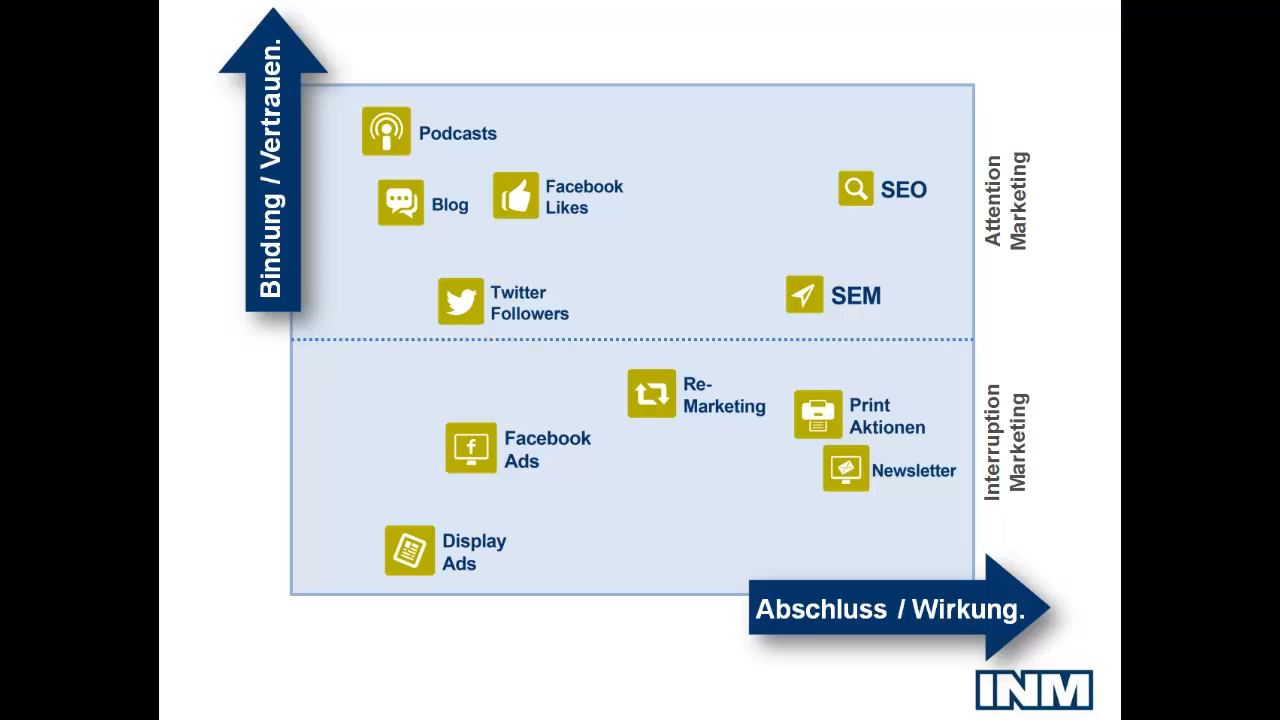 Bindung / Vertrauen.
Podcasts
Blog
Facebook
Likes
SEO
Attention
Marketing
Twitter
Followers
SEM
Re-
Marketing
Print
Aktionen
Interruption
Marketing
Facebook
Ads
Newsletter
Display
Ads
Abschluss / Wirkung.
INM